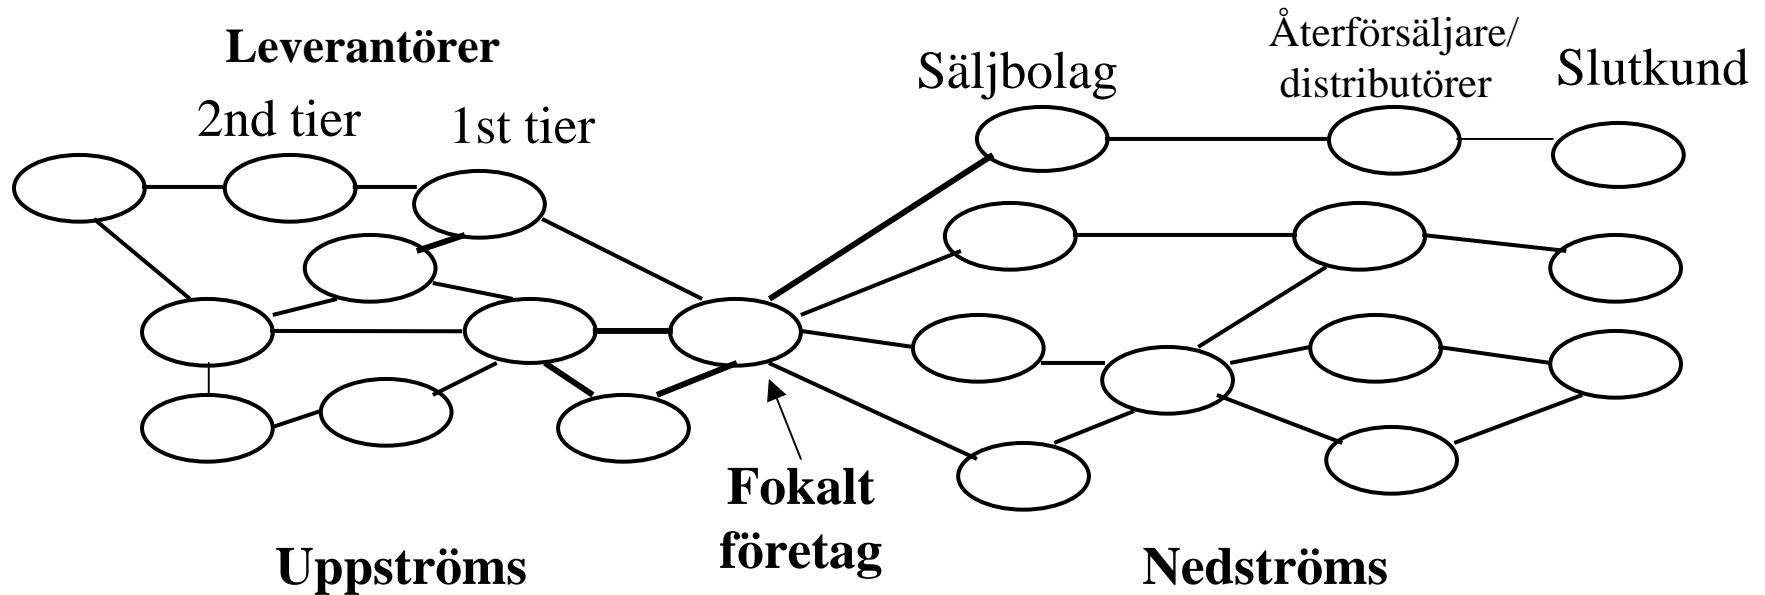 Leverantörer
2nd tier
1st tier
Säljbolag
Återförsäljare/
distributörer
Slutkund
Fokalt
företag
Uppströms
Nedströms